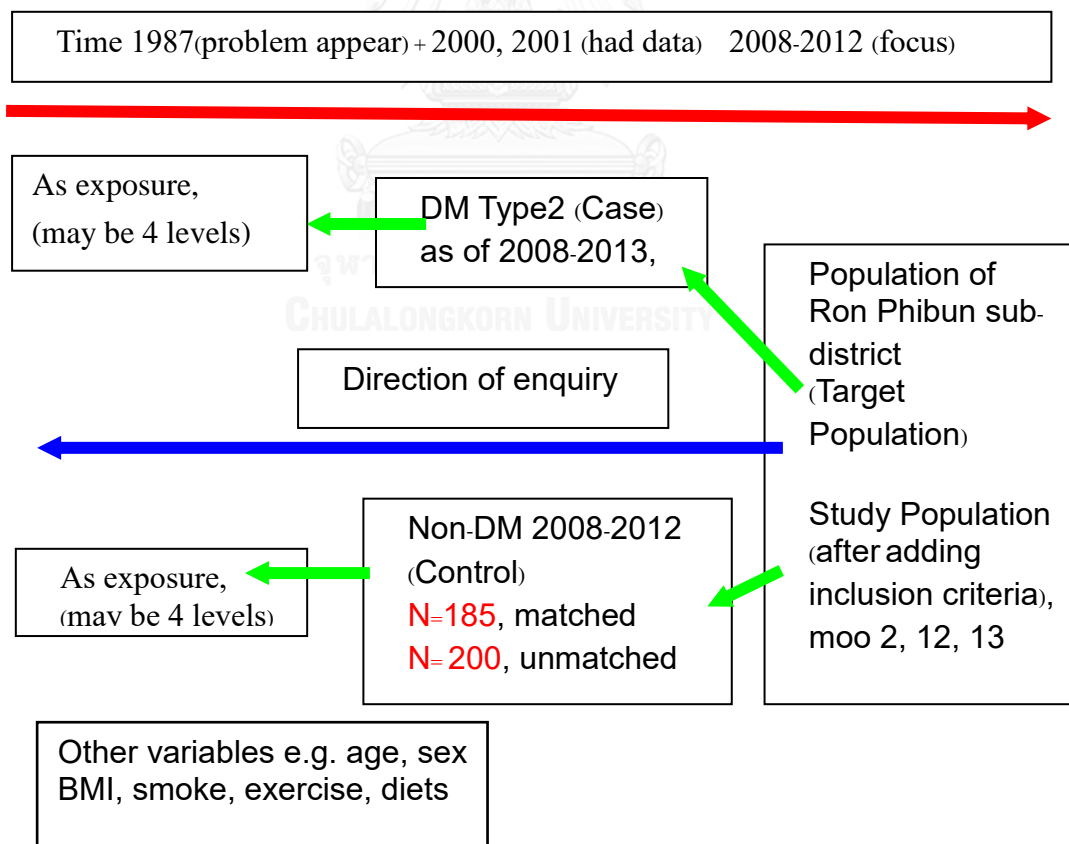 Time 1987(problem appear) + 2000, 2001 (had data) 2008-2012 (focus)
As exposure,
(may be 4 levels)
DM Type2 (Case)
as of 2008-2013,
CHULALONGKORN UNIVERSITY
Direction of enquiry
Population of
Ron Phibun sub-
district
(Target
Population)
Study Population
(after adding
inclusion criteria),
moo 2, 12, 13
Non-DM 2008-2012
(Control)
N=185, matched
N= 200, unmatched
As exposure,
(may be 4 levels)
Other variables e.g. age, sex
BMI, smoke, exercise, diets